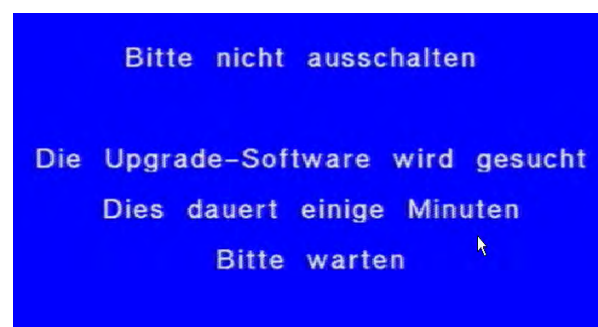 Bitte nicht ausschalten
Die Upgrade-Software wird gesucht
Dies dauert einige Minuten
Bitte warten